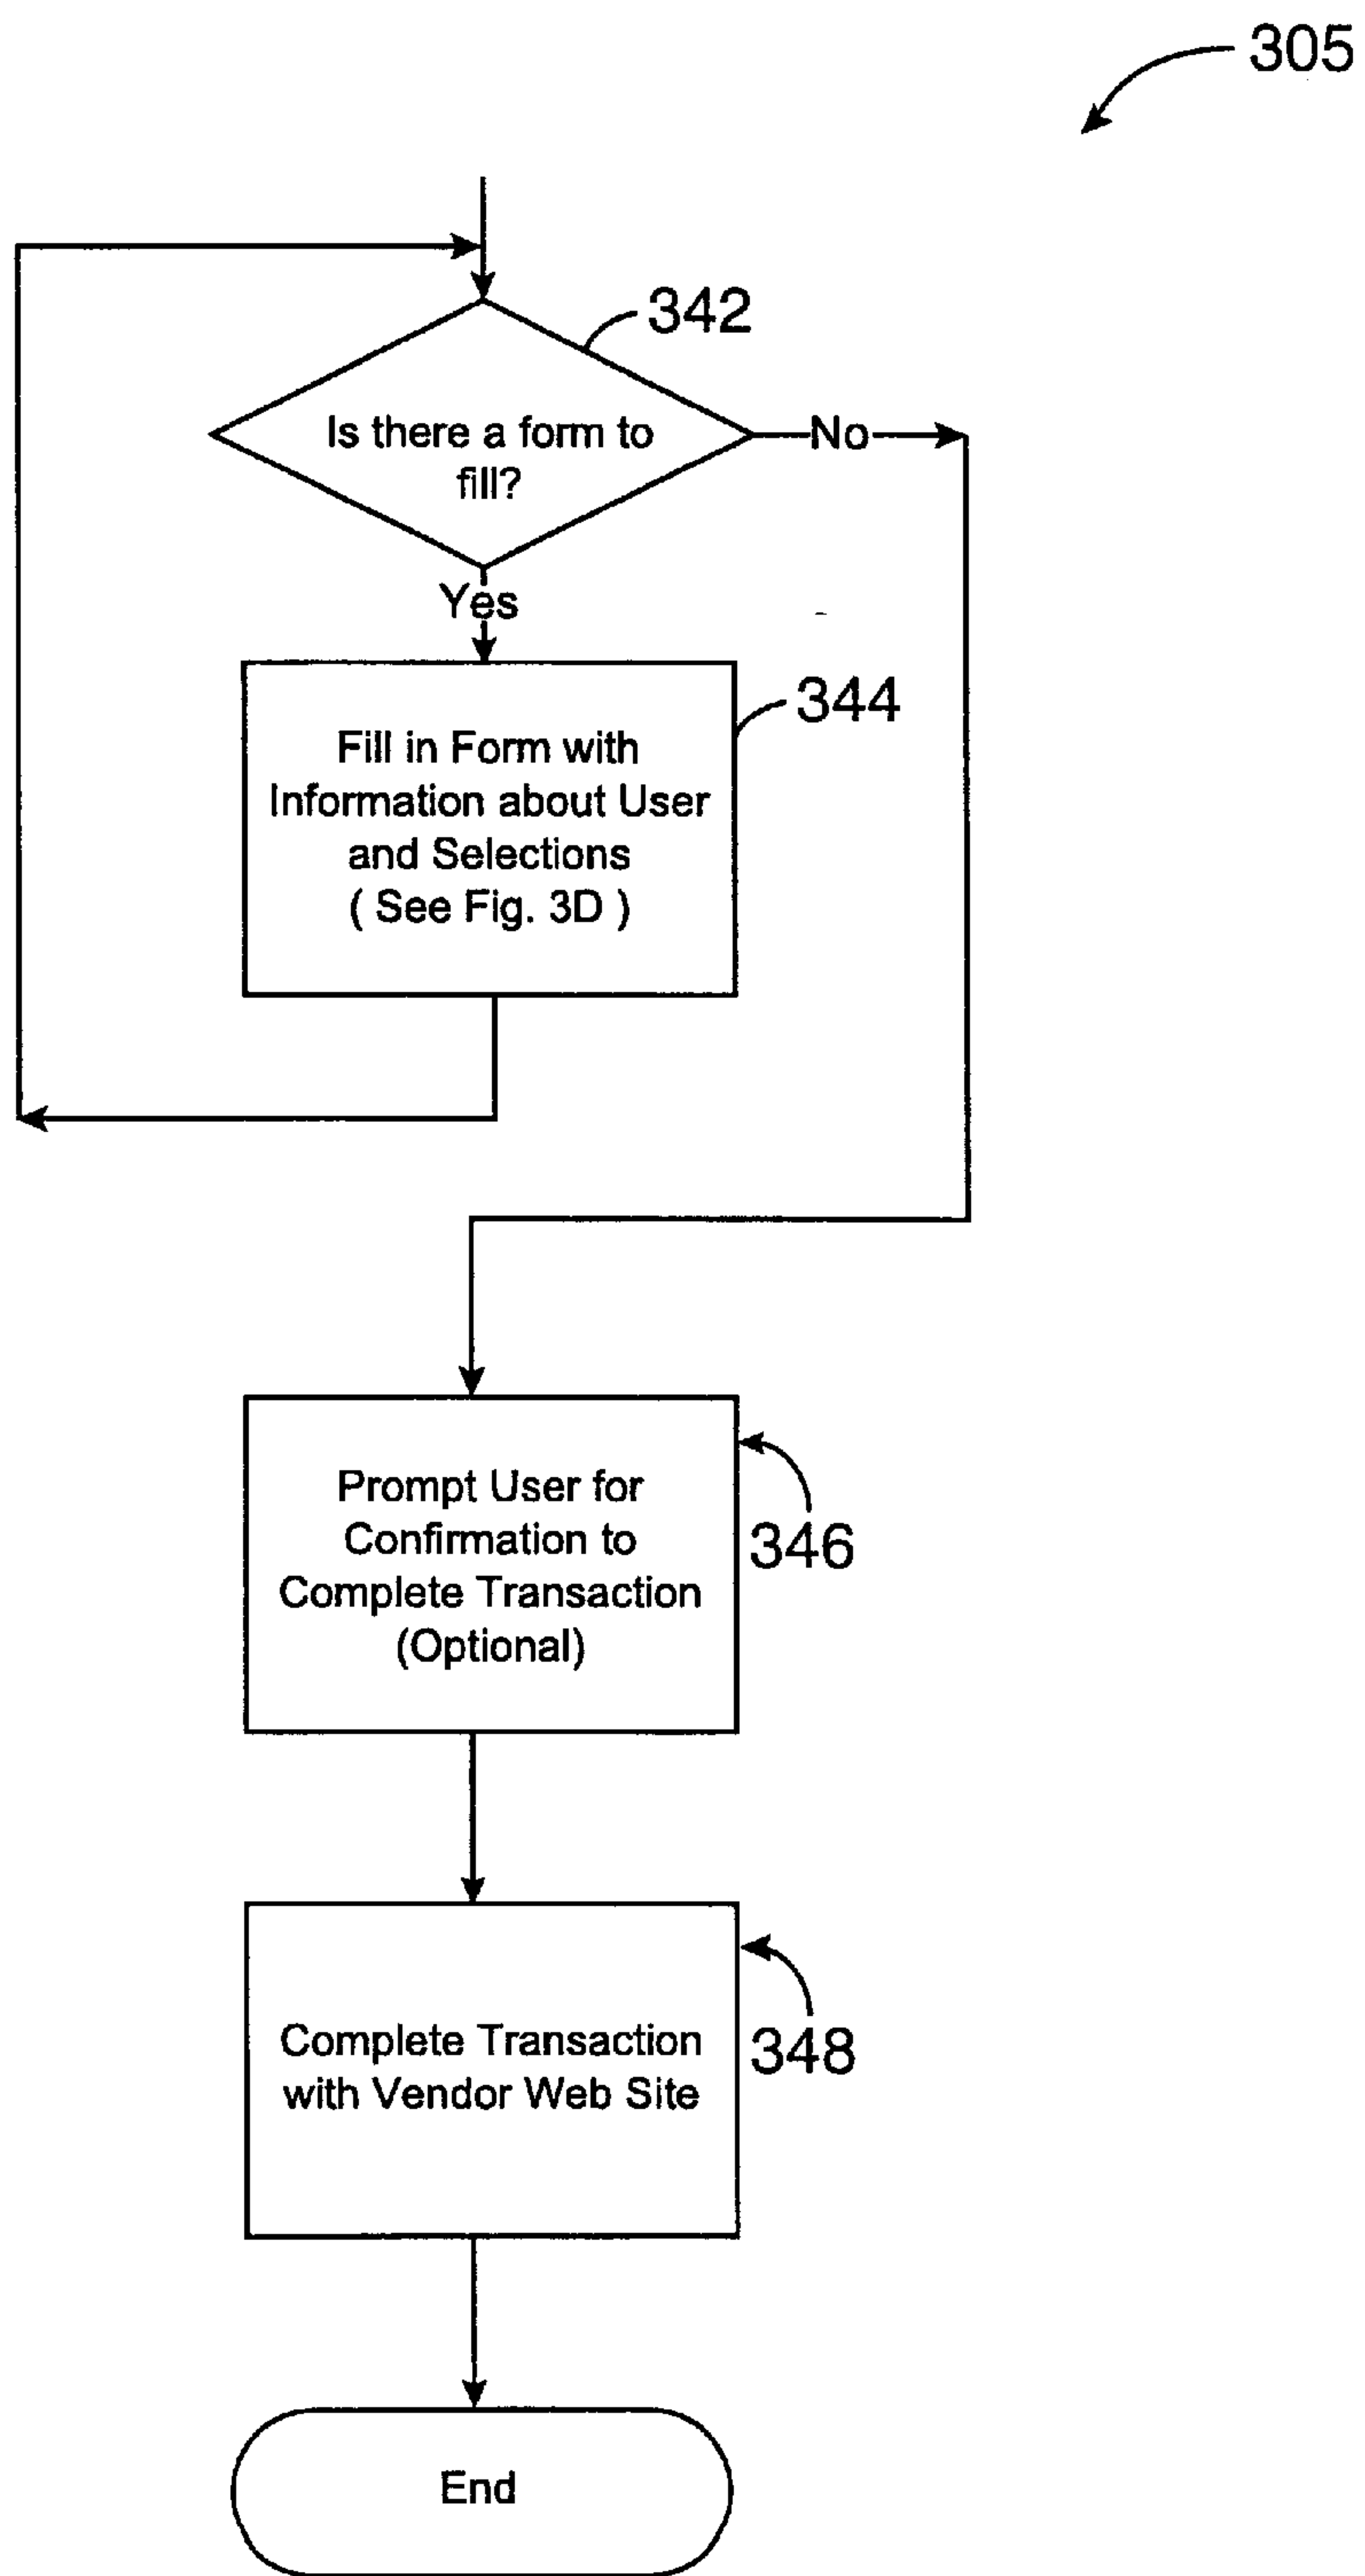 305
342
Is there a form to
fill?
No
Yes
344
Fill in Form with
Information about User
and Selections
( See Fig. 3D )
Prompt User for
Confirmation to
Complete Transaction
(Optional)
346
Complete Transaction
with Vendor Web Site
348
End